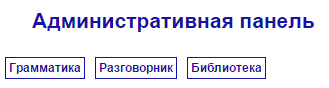 Административная панель
Грамматика Разговорник Библиотека